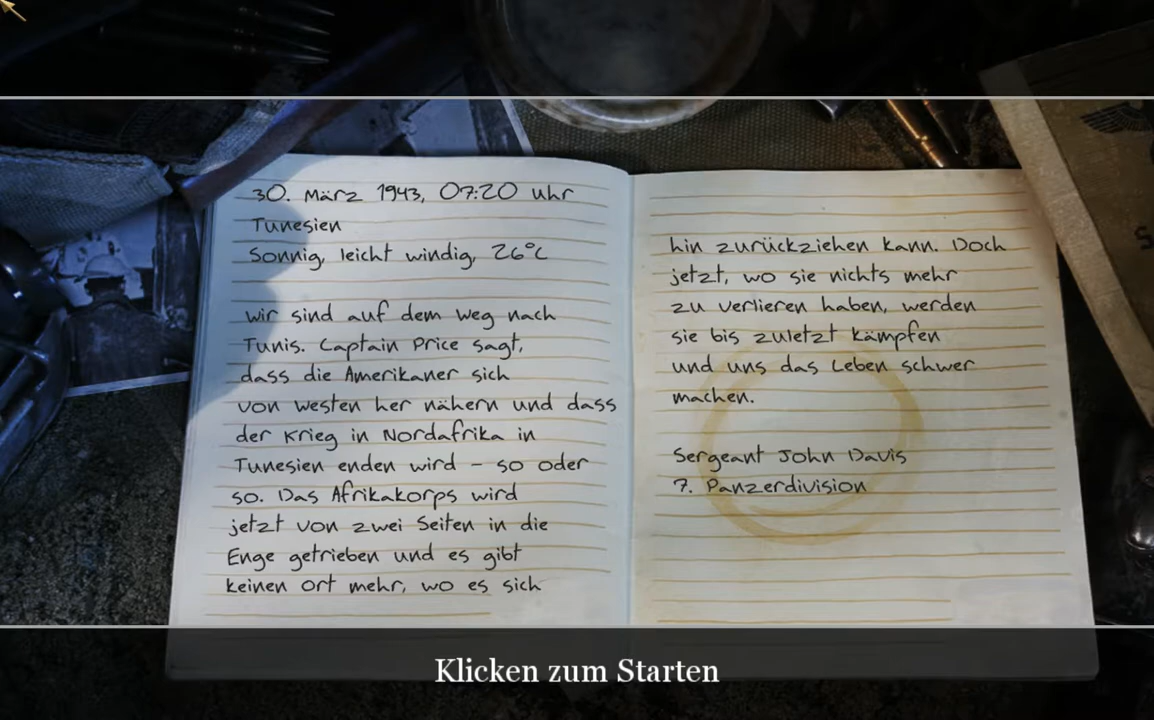 30. März 1943, 07:20 Uhr
Tunesien
Sonnig, leicht windig, 26°C
wir sind auf dem Weg nach
Tunis. Captain Price sagt,
dass die Amerikaner sich
von Westen her nähern und dass
der Krieg in Nordafrika in
Tunesien enden wird – so oder
so. Das Afrikakorps wird
jetzt von zwei Seiten in die
Enge getrieben und es gibt
keinen Ort mehr, wo es sich
hin zurückziehen kann. Doch
jetzt, wo sie nichts mehr
zu verlieren haben, werden
sie bis zuletzt kämpfen
und uns das Leben schwer
machen.
Sergeant John Davis
7. Panzerdivision
Klicken zum Starten